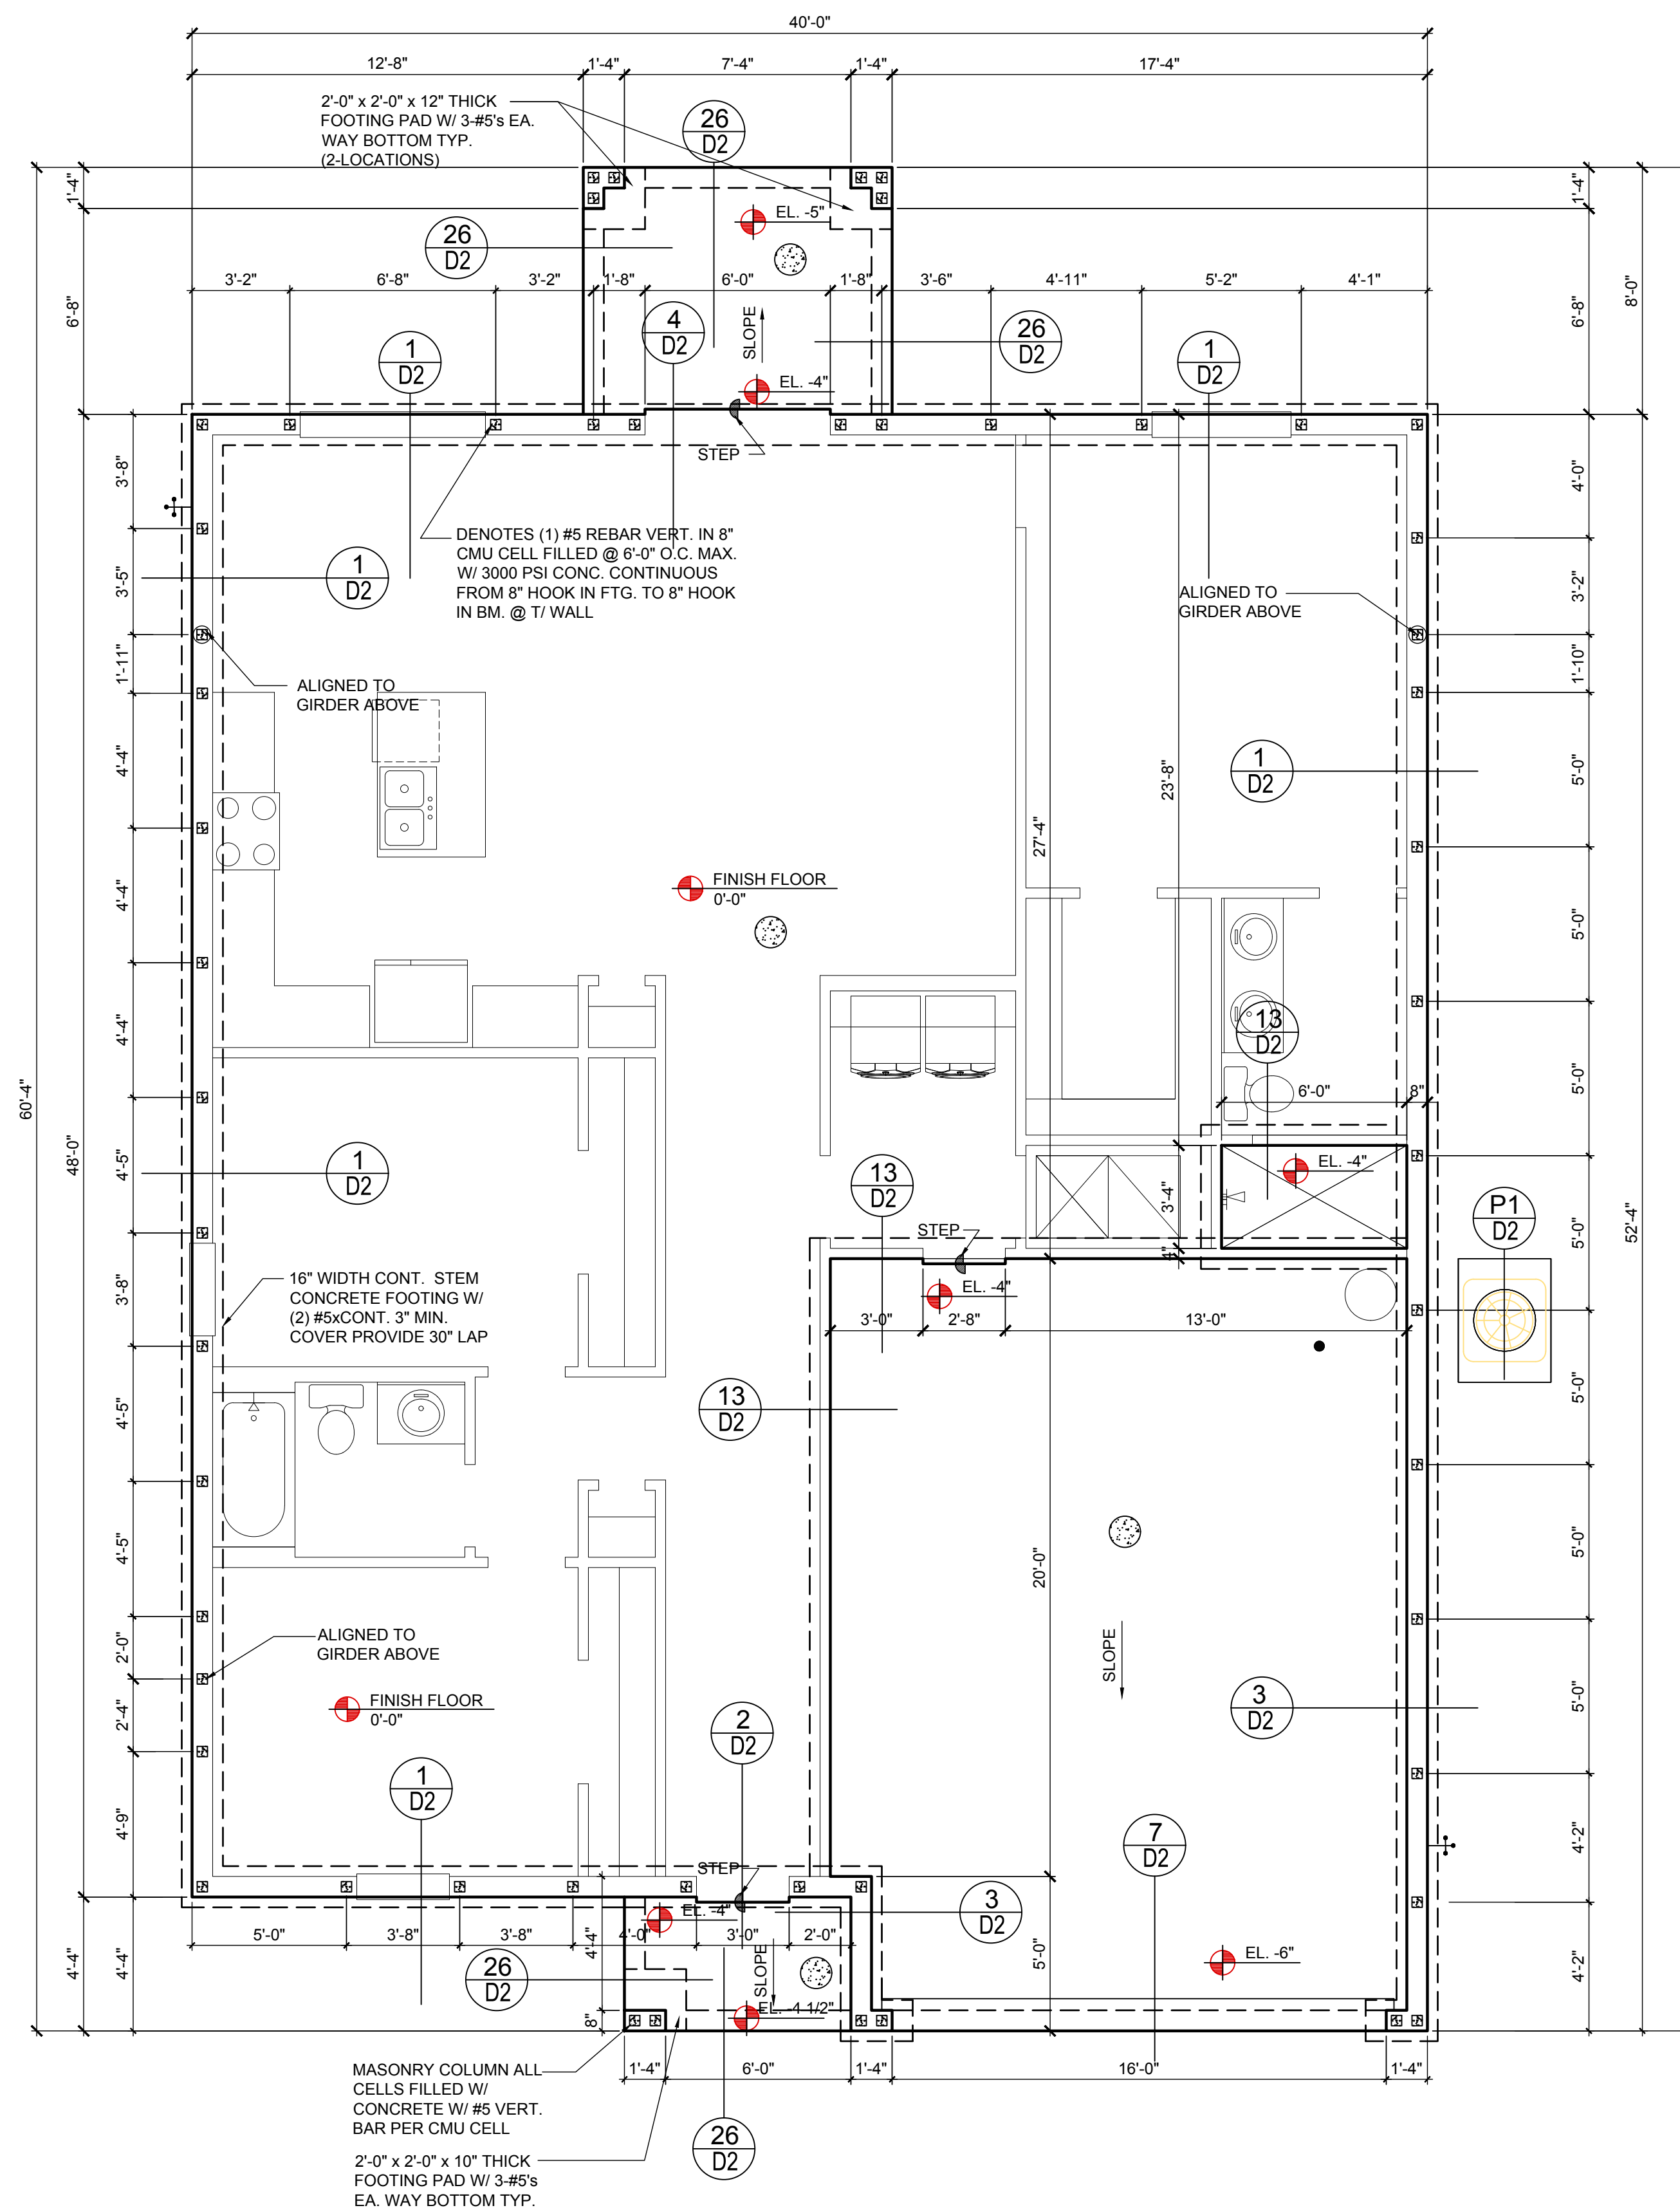 40'-0"
12'-8"
1'-4"
7'-4"
1'-4"
17'-4"
2'-0" x 2'-0" x 12" THICK
FOOTING PAD W/ 3-#5's EA.
WAY BOTTOM TYP.
(2-LOCATIONS)
26
D2
1'-4"
1'-4"
EL. -5"
26
D2
3'-2"
6'-8"
3'-2"
1'-8"
6'-0"
1'-8"
3'-6"
4'-11"
5'-2"
4'-1"
6'-8"
6'-8"
8'-0"
4
D2
SLOPE
26
D2
1
D2
1
D2
EL. -4"
STEP
3'-8"
4'-0"
DENOTES (1) #5 REBAR VERT. IN 8"
CMU CELL FILLED @ 6'-0" O.C. MAX.
W/ 3000 PSI CONC. CONTINUOUS
FROM 8" HOOK IN FTG. TO 8" HOOK
IN BM. @ T/ WALL
1
D2
3'-5"
3'-2"
ALIGNED TO
GIRDER ABOVE
1'-11"
1'-10"
ALIGNED TO
GIRDER ABOVE
4'-4"
1
D2
5'-0"
23'-8"
27'-4"
4'-4"
FINISH FLOOR
0'-0"
5'-0"
4'-4"
13
D2
5'-0"
60'-4"
48'-0"
6'-0"
8"
4'-5"
1
D2
13
D2
EL. -4"
3'-4"
4"
STEP
P1
D2
5'-0"
52'-4"
3'-8"
16" WIDTH CONT. STEM
CONCRETE FOOTING W/
(2) #5xCONT. 3" MIN.
COVER PROVIDE 30" LAP
EL. -4"
3'-0"
2'-8"
13'-0"
4'-5"
13
D2
5'-0"
4'-5"
20'-0"
5'-0"
2'-0"
ALIGNED TO
GIRDER ABOVE
SLOPE
2'-4"
FINISH FLOOR
0'-0"
2
D2
3
D2
5'-0"
4'-9"
1
D2
7
D2
4'-2"
STEP
EL. -4"
3
D2
4'-4"
4'-4"
5'-0"
3'-8"
3'-8"
4'-0"
3'-0"
2'-0"
4'-4"
26
D2
SLOPE
5'-0"
EL. -6"
4'-2"
8"
EL. -4 1/2"
1'-4"
6'-0"
1'-4"
16'-0"
1'-4"
MASONRY COLUMN ALL
CELLS FILLED W/
CONCRETE W/ #5 VERT.
BAR PER CMU CELL
26
D2
2'-0" x 2'-0" x 10" THICK
FOOTING PAD W/ 3-#5's
EA. WAY BOTTOM TYP.